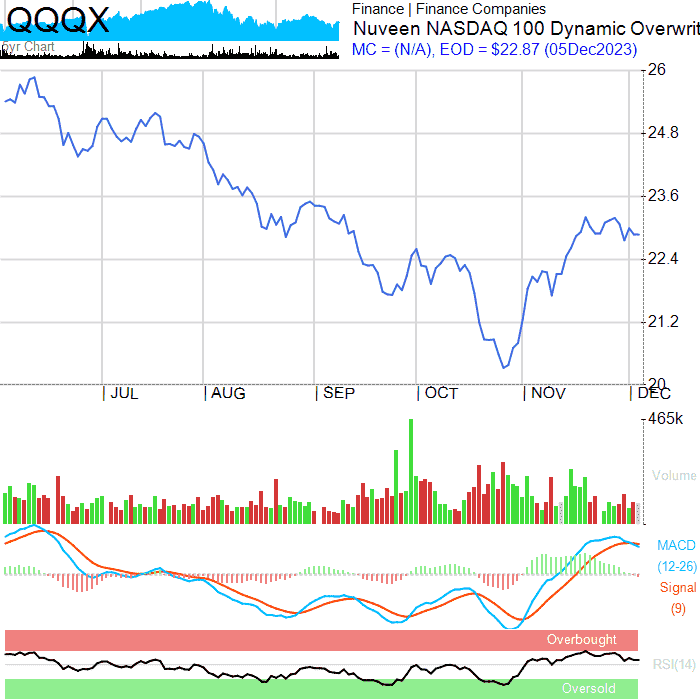 QQQX
5yr Chart
Finance | Finance Companies
Nuveen NASDAQ 100 Dynamic Overwrit
MC = (N/A), EOD = $22.87 (05Dec2023)
26
24.8
23.6
22.4
21.2
20
| JUL | AUG | SEP | OCT | NOV | DEC
465k
Volume
MACD
(12-26)
Signal
(9)
Overbought
RSI(14)
Oversold